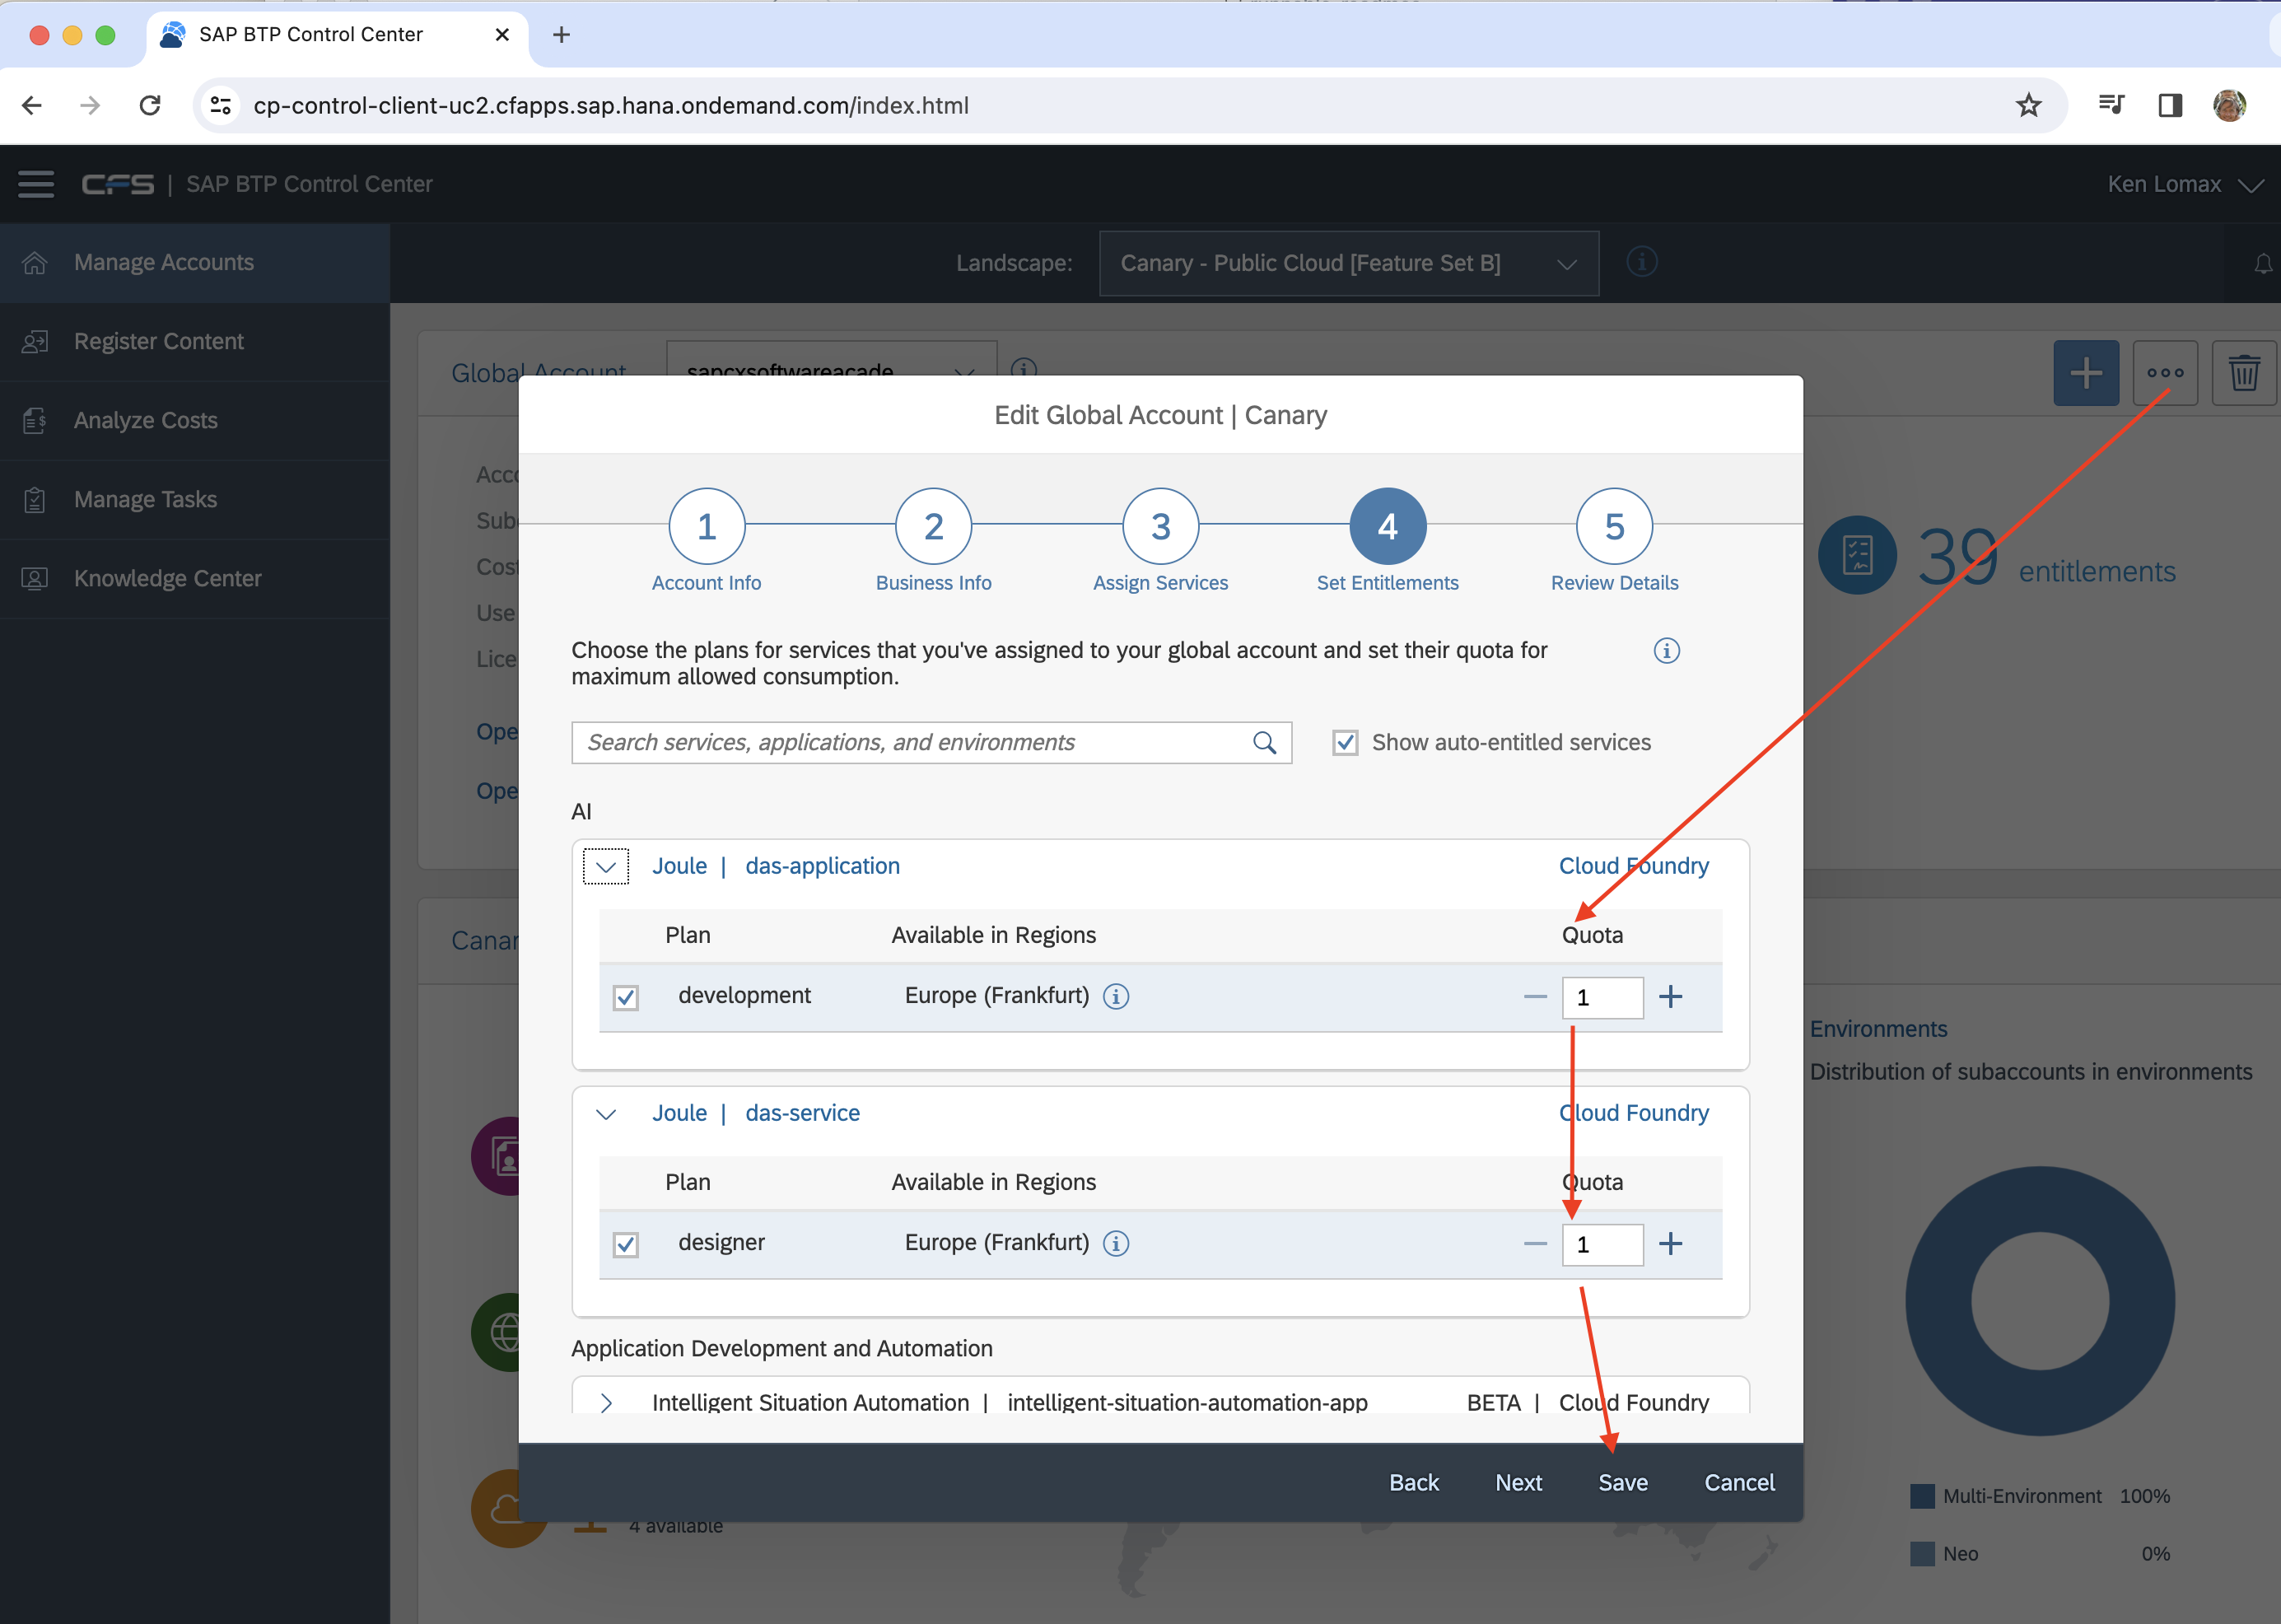 SAP BTP Control Center
cp-control-client-uc2.cfapps.sap.hana.ondemand.com/index.html
CFS | SAP BTP Control Center
Ken Lomax
Manage Accounts
Landscape:
Canary - Public Cloud [Feature Set B]
Register Content
Analyze Costs
Manage Tasks
Knowledge Center
Global Account
sapcxsoftwareacade
Edit Global Account | Canary
1
2
3
4
5
Account Info
Business Info
Assign Services
Set Entitlements
Review Details
39 entitlements
Acco
Sub
Cost
Use
Lice
Ope
Ope
Choose the plans for services that you've assigned to your global account and set their quota for
maximum allowed consumption.
Search services, applications, and environments
Show auto-entitled services
AI
Joule | das-application
Cloud Foundry
Plan
Available in Regions
Quota
development
Europe (Frankfurt)
1
Joule | das-service
Cloud Foundry
Plan
Available in Regions
Quota
designer
Europe (Frankfurt)
1
Application Development and Automation
Intelligent Situation Automation | intelligent-situation-automation-app
BETA | Cloud Foundry
Back
Next
Save
Cancel
Canar
Environments
Distribution of subaccounts in environments
4 available
Multi-Environment 100%
Neo 0%